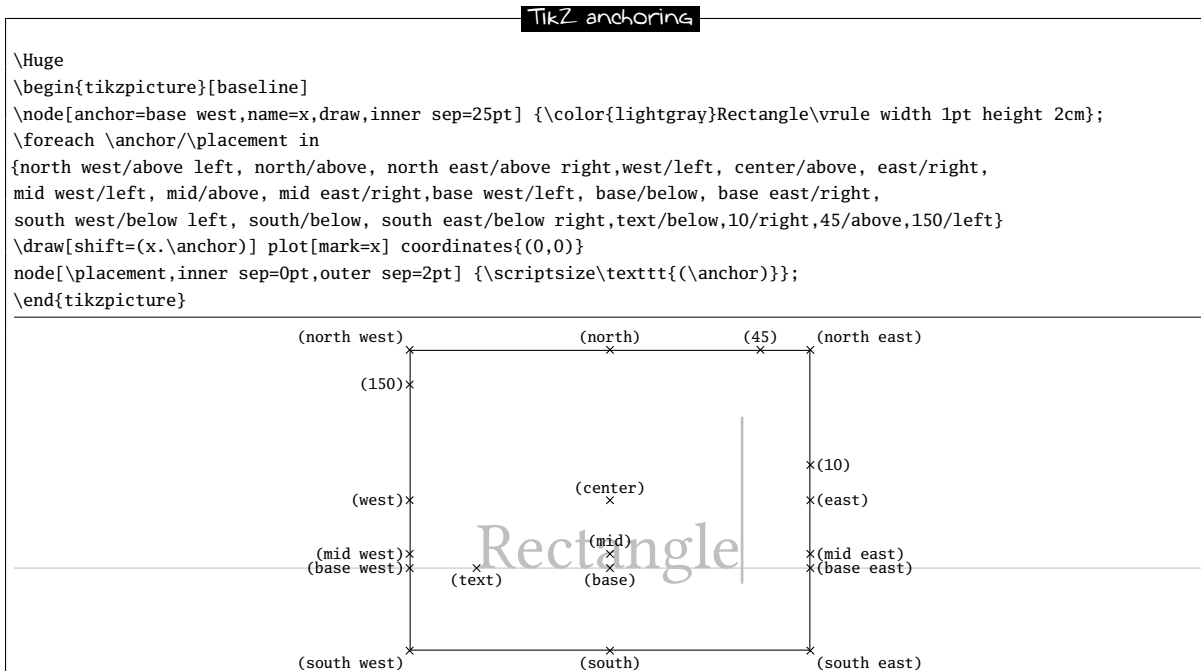 TikZ anchoring
\Huge
\begin{tikzpicture}[baseline]
\node[anchor=base west,name=x,draw,inner sep=25pt] {\color{lightgray}Rectangle\vrule width 1pt height 2cm};
\foreach \anchor/\placement in
{north west/above left, north/above, north east/above right,west/left, center/above, east/right,
mid west/left, mid/above, mid east/right,base west/left, base/below, base east/right,
south west/below left, south/below, south east/below right,text/below,10/right,45/above,150/left}
\draw[shift=(x.\anchor)] plot[mark=x] coordinates{(0,0)}
node[\placement,inner sep=0pt,outer sep=2pt] {\scriptsize\texttt{(\anchor)}};
\end{tikzpicture}
(north west) (north) (45) (north east)
(150)
(10)
(center)
(west) (east)
Rectangle
(mid)
(mid west) (mid east)
(base west) (base east)
(text) (base)
(south west) (south) (south east)